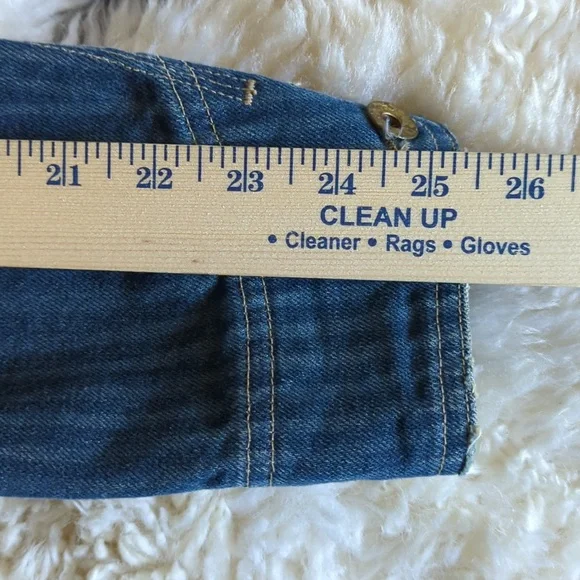 21 22 23 24 25 26
CLEAN UP
• Cleaner • Rags • Gloves